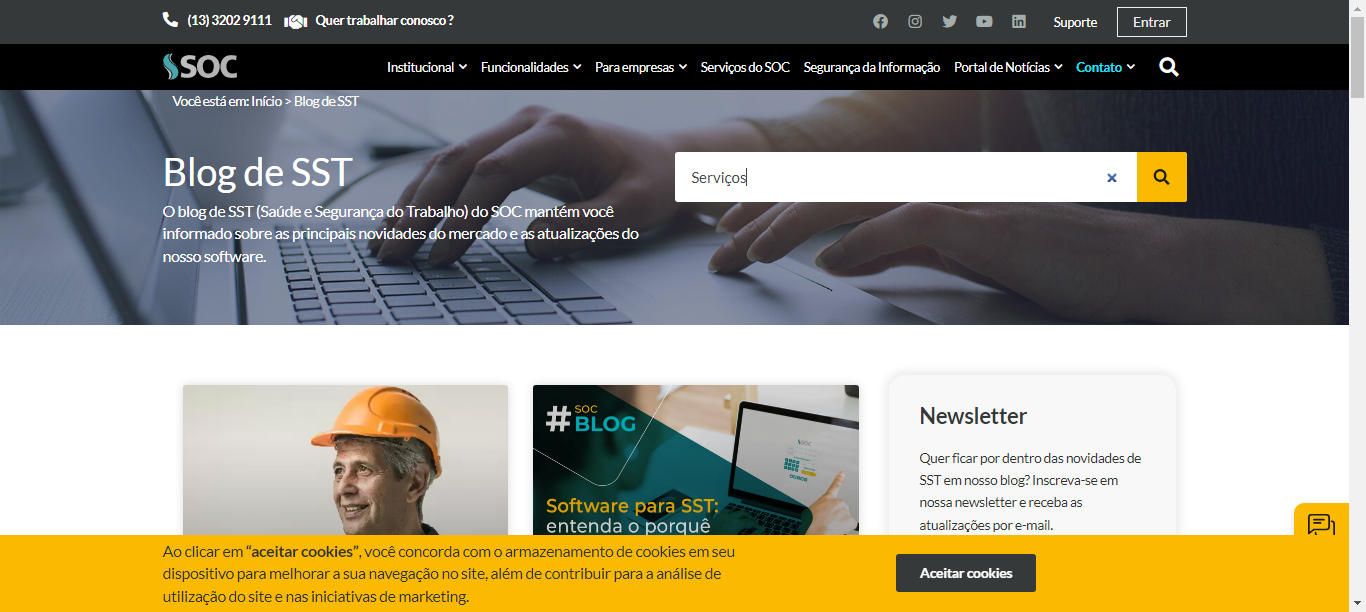 (13) 3202 9111 Quer trabalhar conosco ? Suporte Entrar
SOC Institucional Funcionalidades Para empresas Serviços do SOC Segurança da Informação Portal de Notícias Contato
Você está em: Início > Blog de SST
Blog de SST
Serviços
O blog de SST (Saúde e Segurança do Trabalho) do SOC mantém você
informado sobre as principais novidades do mercado e as atualizações do
nosso software.
# SOC
BLOG
SOC
Software para SST:
entenda o porquê
Newsletter
Quer ficar por dentro das novidades de
SST em nosso blog? Inscreva-se em
nossa newsletter e receba as
atualizações por e-mail.
Ao clicar em “aceitar cookies”, você concorda com o armazenamento de cookies em seu
dispositivo para melhorar a sua navegação no site, além de contribuir para a análise de
utilização do site e nas iniciativas de marketing.
Aceitar cookies